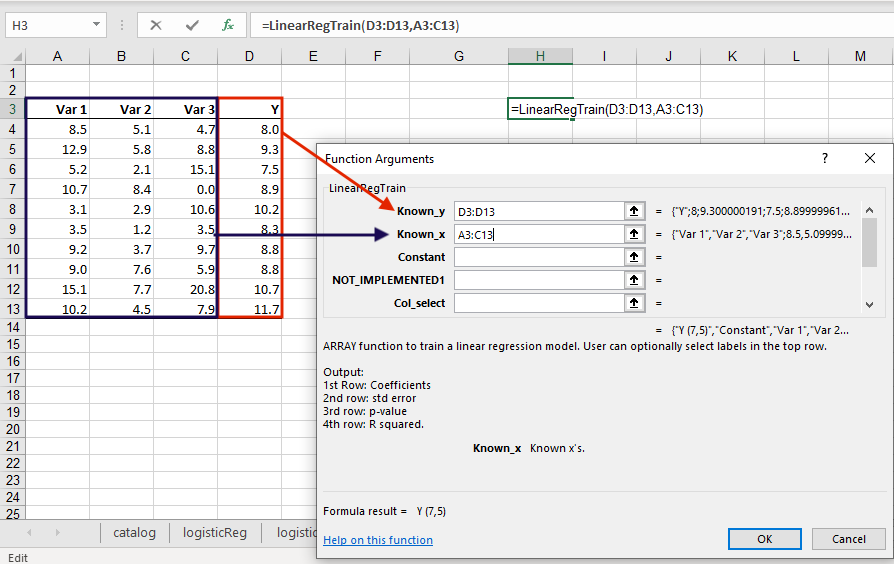 H3 =LinearRegTrain(D3:D13,A3:C13)
A B C D E F G H I J K L M
1
2
3 Var 1 Var 2 Var 3 Y =LinearRegTrain(D3:D13,A3:C13)
4 8.5 5.1 4.7 8.0
5 12.9 5.8 8.8 9.3
6 5.2 2.1 15.1 7.5
7 10.7 8.4 0.0 8.9
8 3.1 2.9 10.6 10.2
9 3.5 1.2 3.5 8.3
10 9.2 3.7 9.7 8.8
11 9.0 7.6 5.9 8.8
12 15.1 7.7 20.8 10.7
13 10.2 4.5 7.9 11.7
14
15
16
17
18
19
20
21
22
23
24
25
Function Arguments ?
LinearRegTrain
Known_y D3:D13 = {"Y";8;9.300000191;7.5;8.89999961...
Known_x A3:C13 = {"Var 1","Var 2","Var 3";8.5,5.09999...
Constant =
NOT_IMPLEMENTED1 =
Col_select =
= {"Y (7,5)","Constant","Var 1","Var 2...
ARRAY function to train a linear regression model. User can optionally select labels in the top row.
Output:
1st Row: Coefficients
2nd row: std error
3rd row: p-value
4th row: R squared.
Known_x Known x's.
Formula result = Y (7,5)
Help on this function OK Cancel
catalog logisticReg logistic
Edit